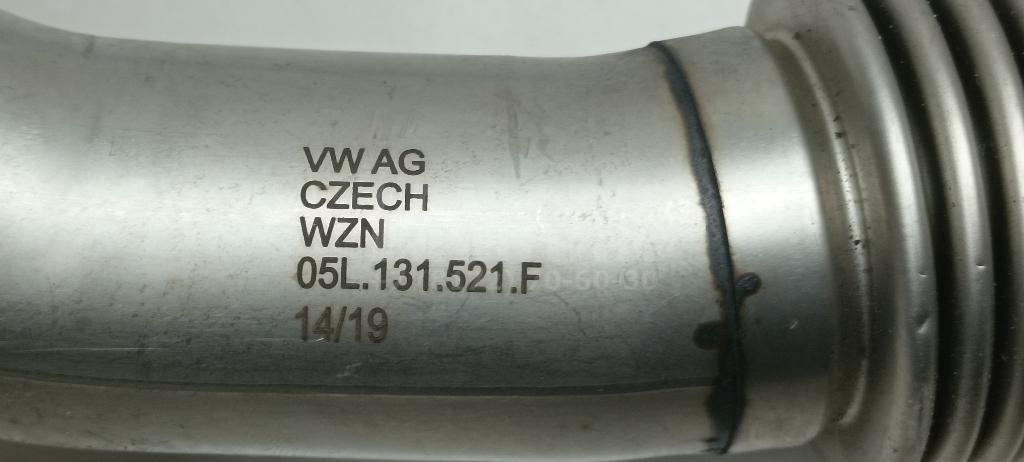 VW AG
CZECH
WZN
05L.131.521.F
14/19